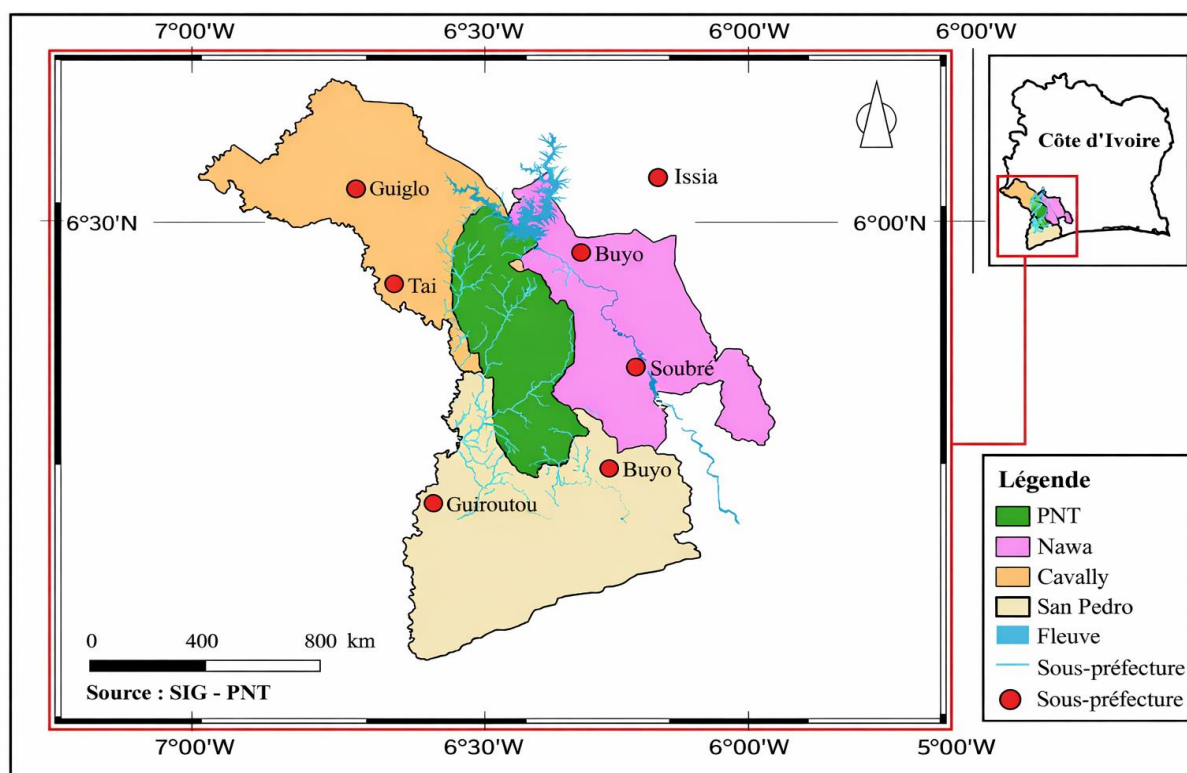 7°00'W 6°30'W 6°00'W 6°00'W
Côte d'Ivoire
Issia
Guiglo
6°30'N 6°00'N
Buyo
Tai
Soubré
Buyo
Guiroutou
Légende
PNT
Nawa
Cavally
San Pedro
Fleuve
Sous-préfecture
Sous-préfecture
0 400 800 km
Source : SIG - PNT
7°00'W 6°30'W 6°00'W 5°00'W